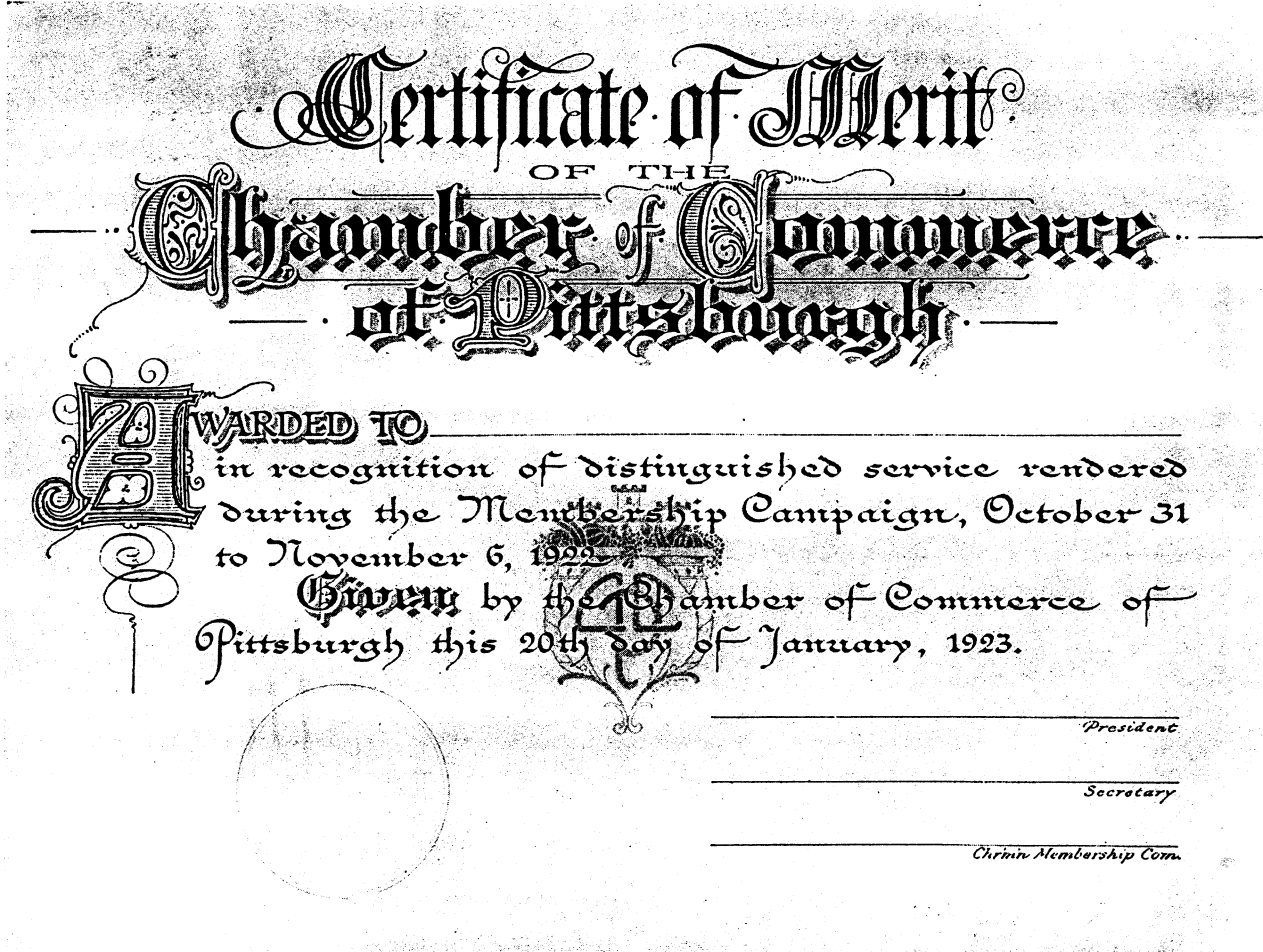 Certificate of Merit
OF THE
Chamber of Commerce
of Pittsburgh
AWARDED TO
in recognition of distinguished service rendered
during the Membership Campaign, October 31
to November 6, 1922
Given by the Chamber of Commerce of
Pittsburgh this 20th day of January, 1923.
President
Secretary
Chrm'n Membership Com.